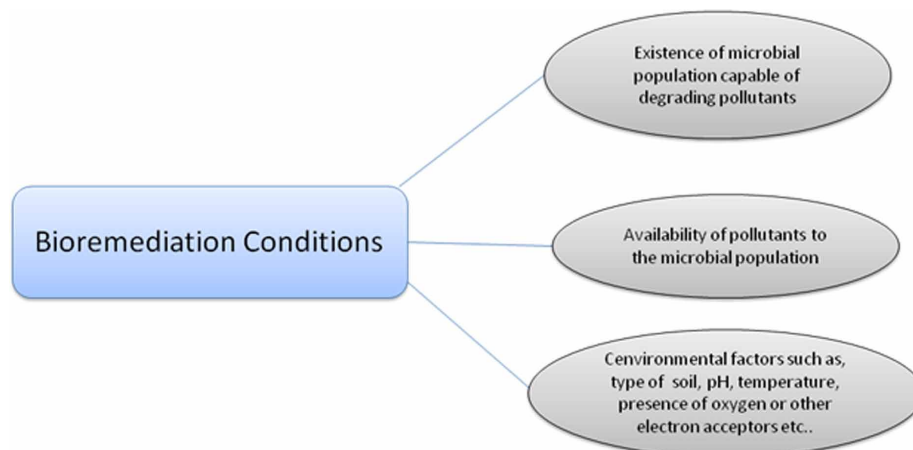 Existence of microbial
population capable of
degrading pollutants
Bioremediation Conditions
Availability of pollutants to
the microbial population
Cenvironmental factors such as,
type of soil, pH, temperature,
presence of oxygen or other
electron acceptors etc..